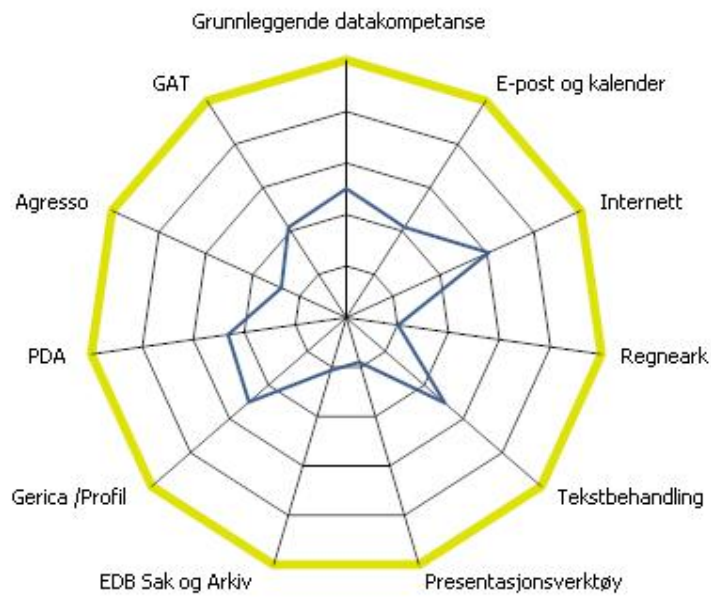 Grunnleggende datakompetanse
GAT
E-post og kalender
Agresso
Internett
PDA
Regneark
Gerica /Profil
Tekstbehandling
EDB Sak og Arkiv
Presentasjonsverktøy